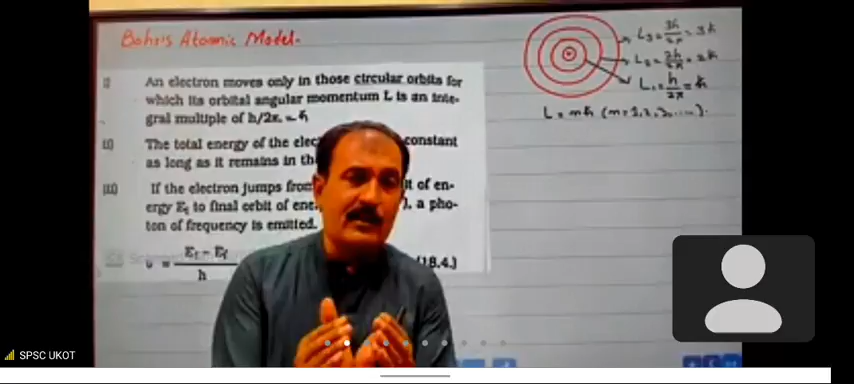 Bohr's Atomic Model.
L₃ = 3h/2π = 3ħ
L₂ = 2h/2π = 2ħ
L₁ = h/2π = ħ
L = nħ (n = 1, 2, 3, ......).
i) An electron moves only in those circular orbits for
which its orbital angular momentum L is an inte-
gral multiple of h/2π. = ħ
ii) The total energy of the elec constant
as long as it remains in th
iii) If the electron jumps from it of en-
ergy Eᵢ to final orbit of ene ), a pho-
ton of frequency is emitted.
υ = Eᵢ - E_f / h (18.4.)
SPSC UKOT